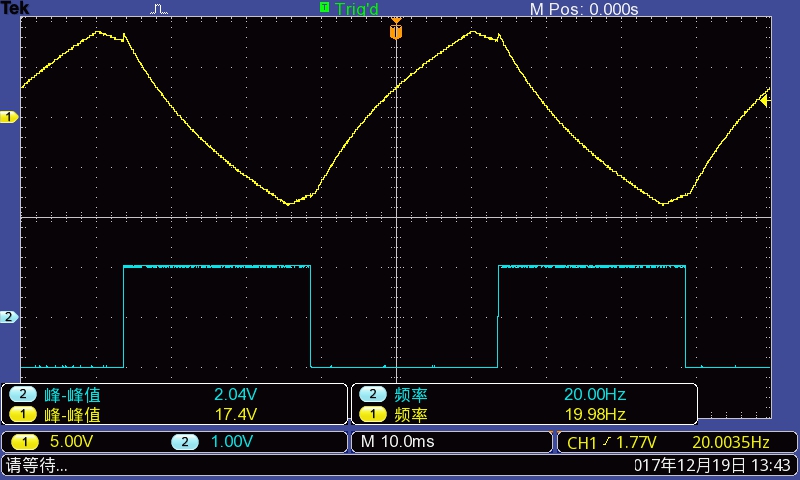 Tek T Trig'd M Pos: 0.000s
T
1
2
2 峰-峰值 2.04V 2 频率 20.00Hz
1 峰-峰值 17.4V 1 频率 19.98Hz
1 5.00V 2 1.00V M 10.0ms CH1 1.77V 20.0035Hz
请等待... 017年12月19日 13:43